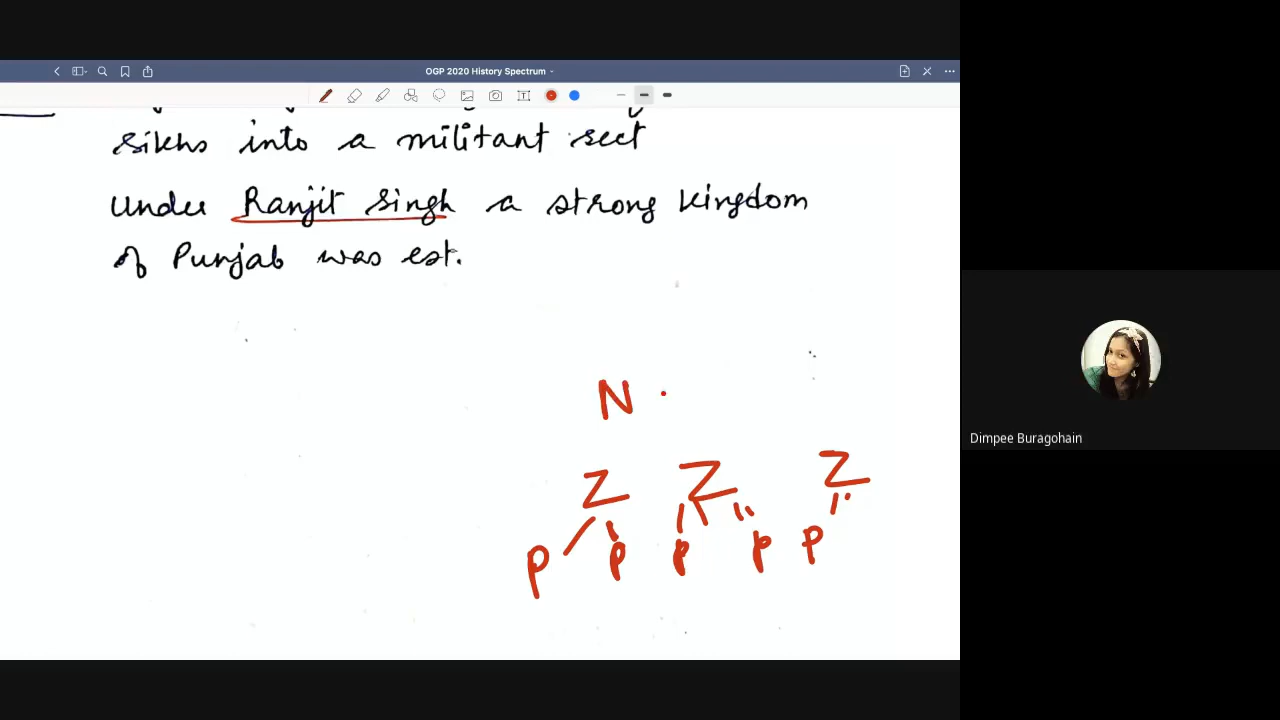 OGP 2020 History Spectrum
sikhs into a militant sect
under Ranjit Singh a strong kingdom
of Punjab was est.
N
Z Z Z
P P P P P
Dimpee Buragohain